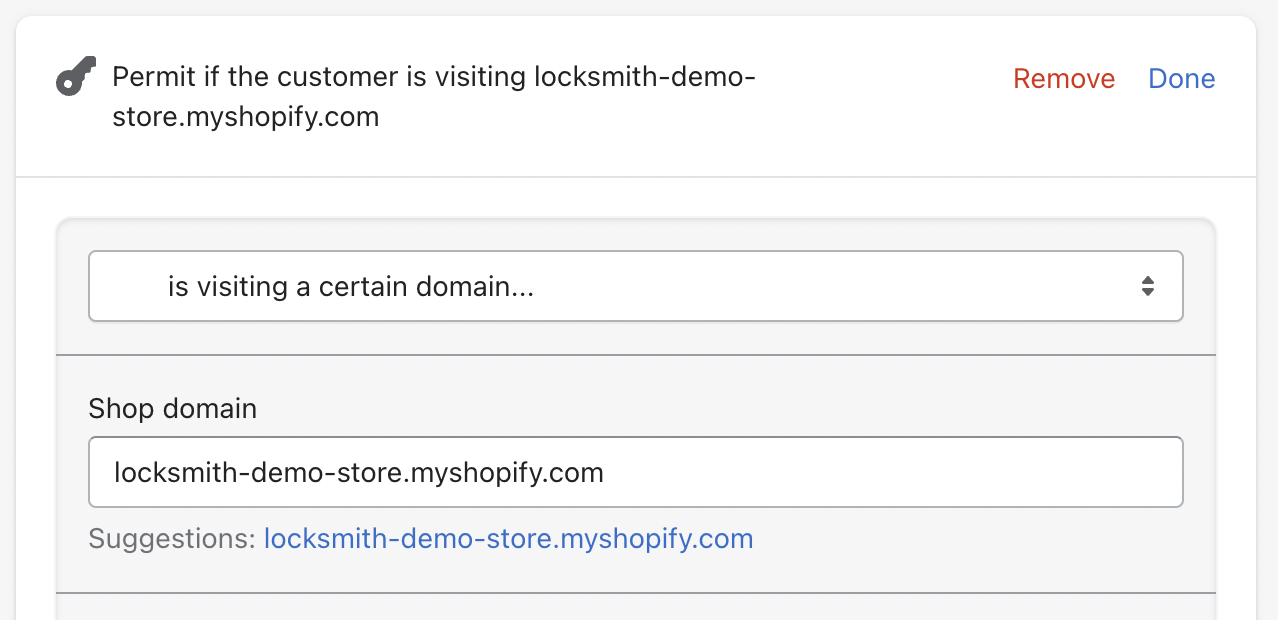 Permit if the customer is visiting locksmith-demo-
store.myshopify.com
Remove Done
is visiting a certain domain...
Shop domain
locksmith-demo-store.myshopify.com
Suggestions: locksmith-demo-store.myshopify.com